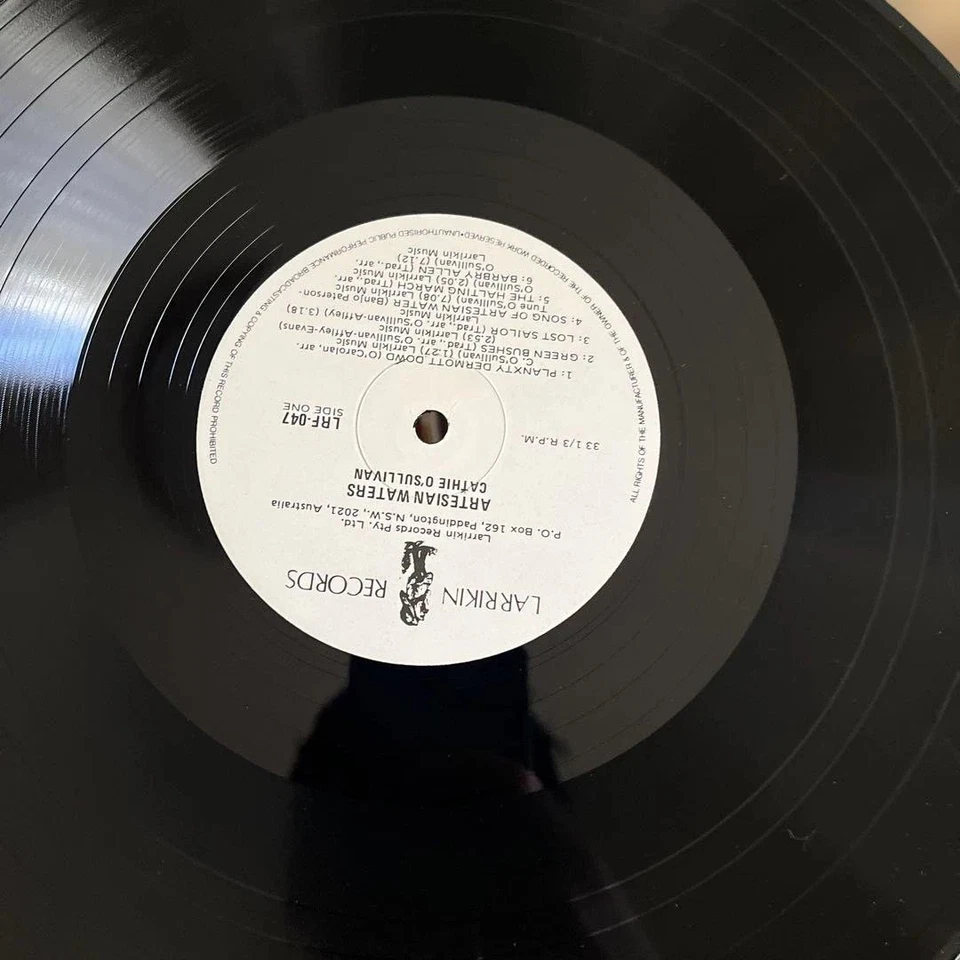 LARRIKIN RECORDS
Larrikin Records Pty. Ltd.
P.O. Box 162, Paddington, N.S.W., 2021, Australia
ARTESIAN WATERS
CATHIE O'SULLIVAN
33 1/3 R.P.M.
LRF-047
SIDE ONE
1: PLANXTY DERMOTT DOWD (O'Carolan, arr.
C. O'Sullivan) (1.27) Larrikin Music
2: GREEN BUSHES (Trad., arr. O'Sullivan-Affley-Evans)
(2.53) Larrikin Music
3: LOST SAILOR (Trad., arr. O'Sullivan-Affley) (3.18)
Larrikin Music
4: SONG OF ARTESIAN WATER (Banjo Paterson-
Tune O'Sullivan) (7.08) Larrikin Music
5: THE HALTING MARCH (Trad., arr.
O'Sullivan) (2.05) Larrikin Music
6: BARBRY ALLEN (Trad., arr.
O'Sullivan) (7.12)
Larrikin Music
ALL RIGHTS OF THE MANUFACTURER & OF THE OWNER OF THE RECORDED WORK RESERVED•UNAUTHORISED PUBLIC PERFORMANCE BROADCASTING & COPYING OF THIS RECORD PROHIBITED